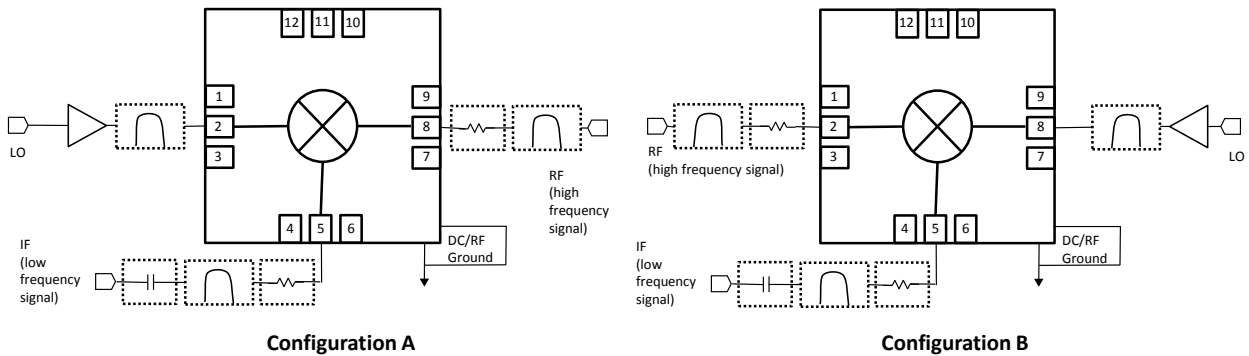 12 11 10
1
2
3
9
8
7
4 5 6
LO
RF
(high
frequency
signal)
IF
(low
frequency
signal)
DC/RF
Ground
Configuration A
12 11 10
1
2
3
9
8
7
4 5 6
RF
(high frequency signal)
LO
IF
(low
frequency
signal)
DC/RF
Ground
Configuration B